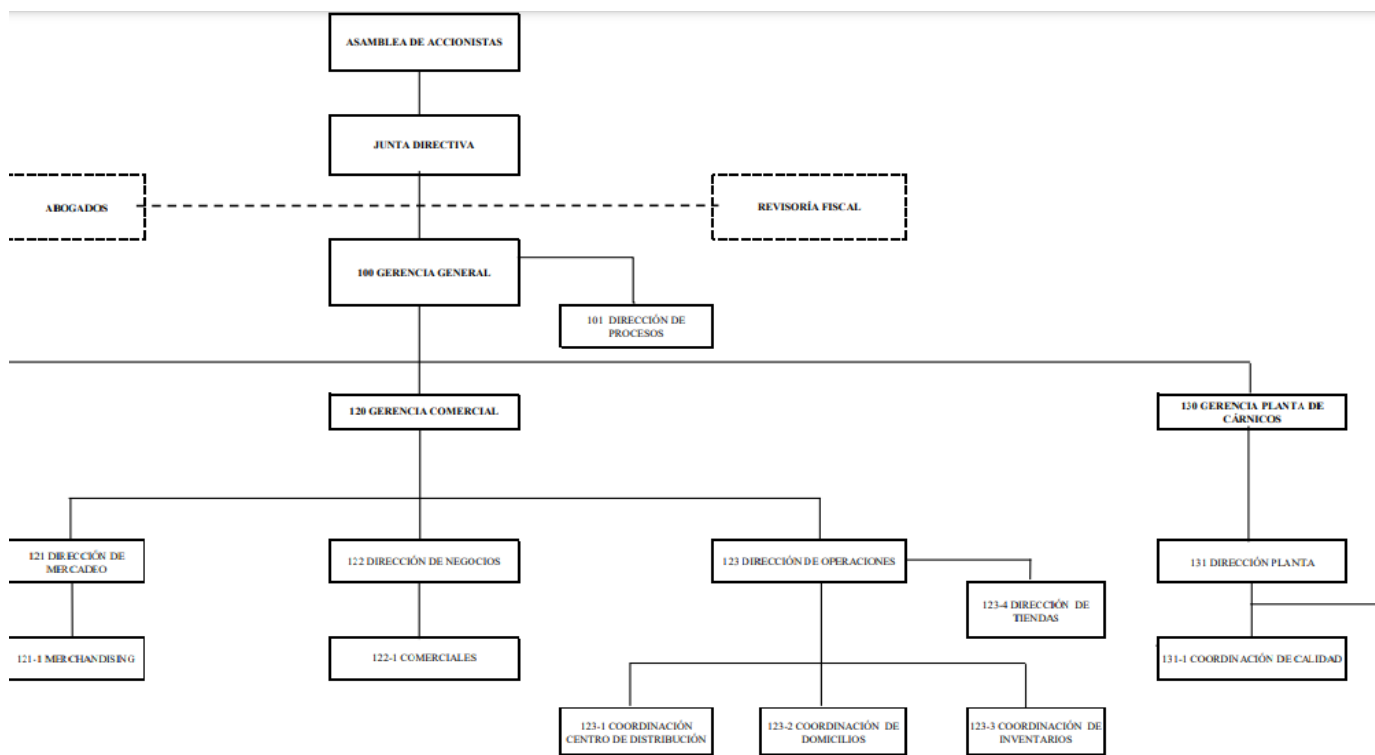 ASAMBLEA DE ACCIONISTAS
JUNTA DIRECTIVA
ABOGADOS
REVISORÍA FISCAL
100 GERENCIA GENERAL
101 DIRECCIÓN DE
PROCESOS
120 GERENCIA COMERCIAL
130 GERENCIA PLANTA DE
CÁRNICOS
121 DIRECCIÓN DE
MERCADEO
122 DIRECCIÓN DE NEGOCIOS
123 DIRECCIÓN DE OPERACIONES
131 DIRECCIÓN PLANTA
123-4 DIRECCIÓN DE
TIENDAS
121-1 MERCHANDISING
122-1 COMERCIALES
131-1 COORDINACIÓN DE CALIDAD
123-1 COORDINACIÓN
CENTRO DE DISTRIBUCIÓN
123-2 COORDINACIÓN DE
DOMICILIOS
123-3 COORDINACIÓN DE
INVENTARIOS